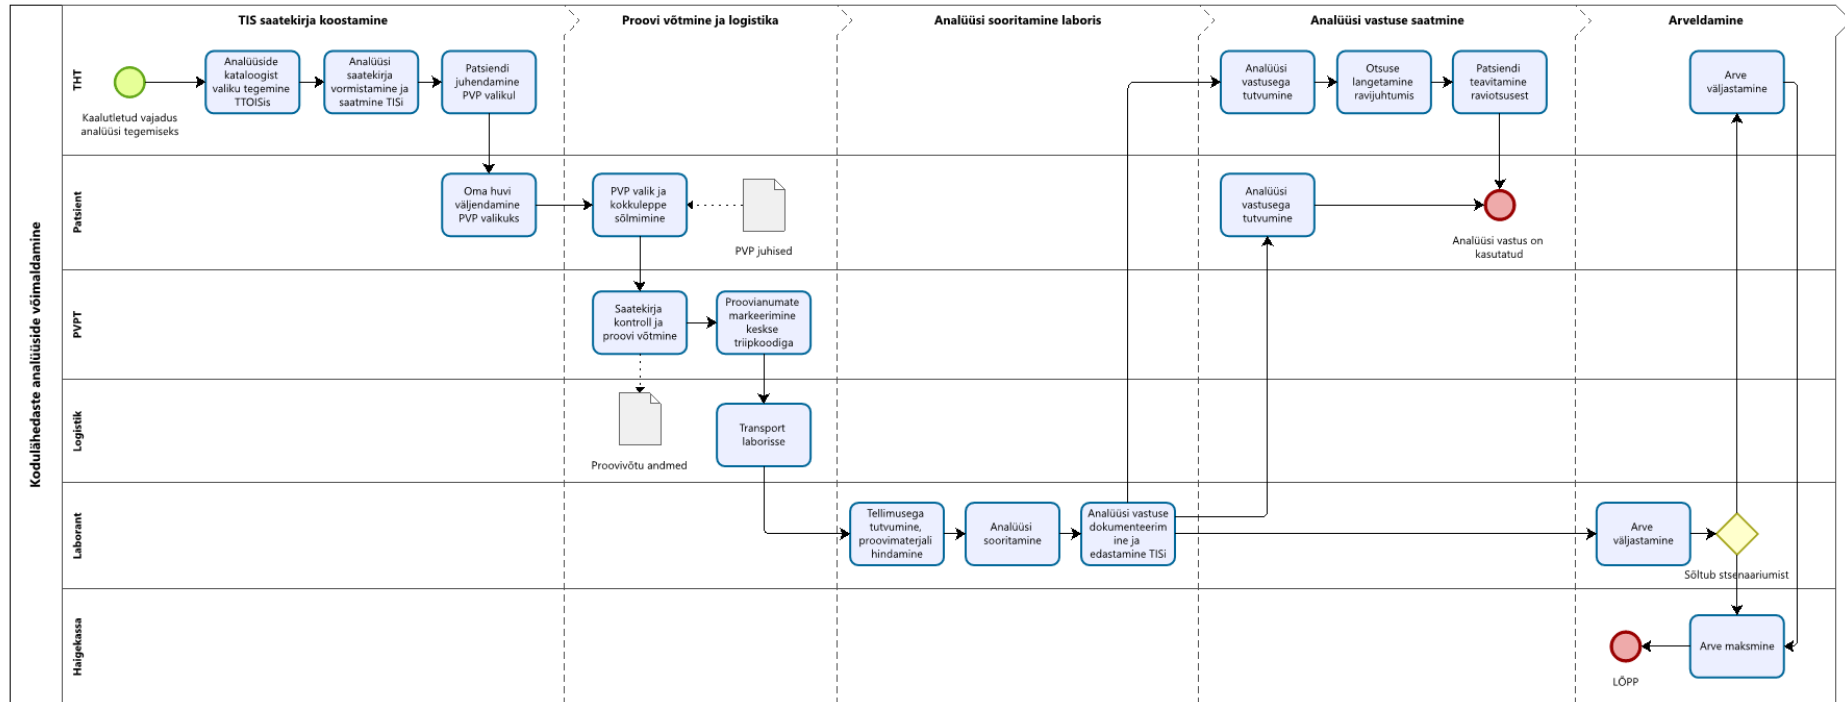 Kodulähedaste analüüside võimaldamine
TIS saatekirja koostamine
Proovi võtmine ja logistika
Analüüsi sooritamine laboris
Analüüsi vastuse saatmine
Arveldamine
THT
Kaalutletud vajadus
analüüsi tegemiseks
Analüüside
kataloogist
valiku tegemine
TTOISis
Analüüsi
saatekirja
vormistamine ja
saatmine TISi
Patsiendi
juhendamine
PVP valikul
Analüüsi
vastusega
tutvumine
Otsuse
langetamine
ravijuhtumis
Patsiendi
teavitamine
raviotsusest
Arve
väljastamine
Patsient
Oma huvi
väljendamine
PVP valikuks
PVP valik ja
kokkuleppe
sõlmimine
PVP juhised
Analüüsi
vastusega
tutvumine
Analüüsi vastus on
kasutatud
PVPT
Saatekirja
kontroll ja
proovi võtmine
Proovianumate
markeerimine
keskse
triipkoodiga
Logistik
Proovivõtu andmed
Transport
laborisse
Laborant
Tellimusega
tutvumine,
proovimaterjali
hindamine
Analüüsi
sooritamine
Analüüsi vastuse
dokumenteerim
ine ja
edastamine TISi
Arve
väljastamine
Sõltub stsenaariumist
Haigekassa
LÕPP
Arve maksmine